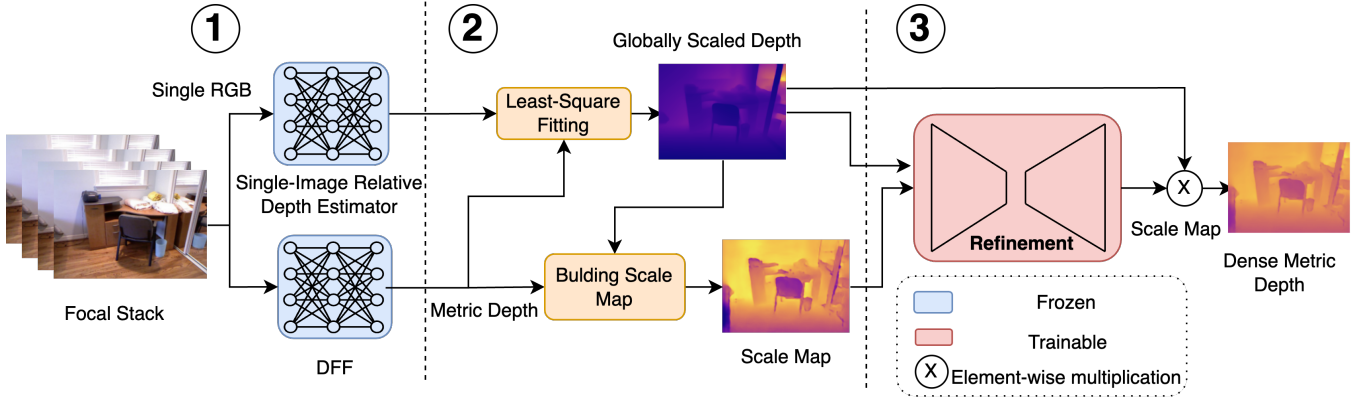 1
2
3
Single RGB
Single-Image Relative
Depth Estimator
Focal Stack
DFF
Least-Square
Fitting
Globally Scaled Depth
Metric Depth
Bulding Scale
Map
Scale Map
Refinement
X
Scale Map
Dense Metric
Depth
Frozen
Trainable
X Element-wise multiplication